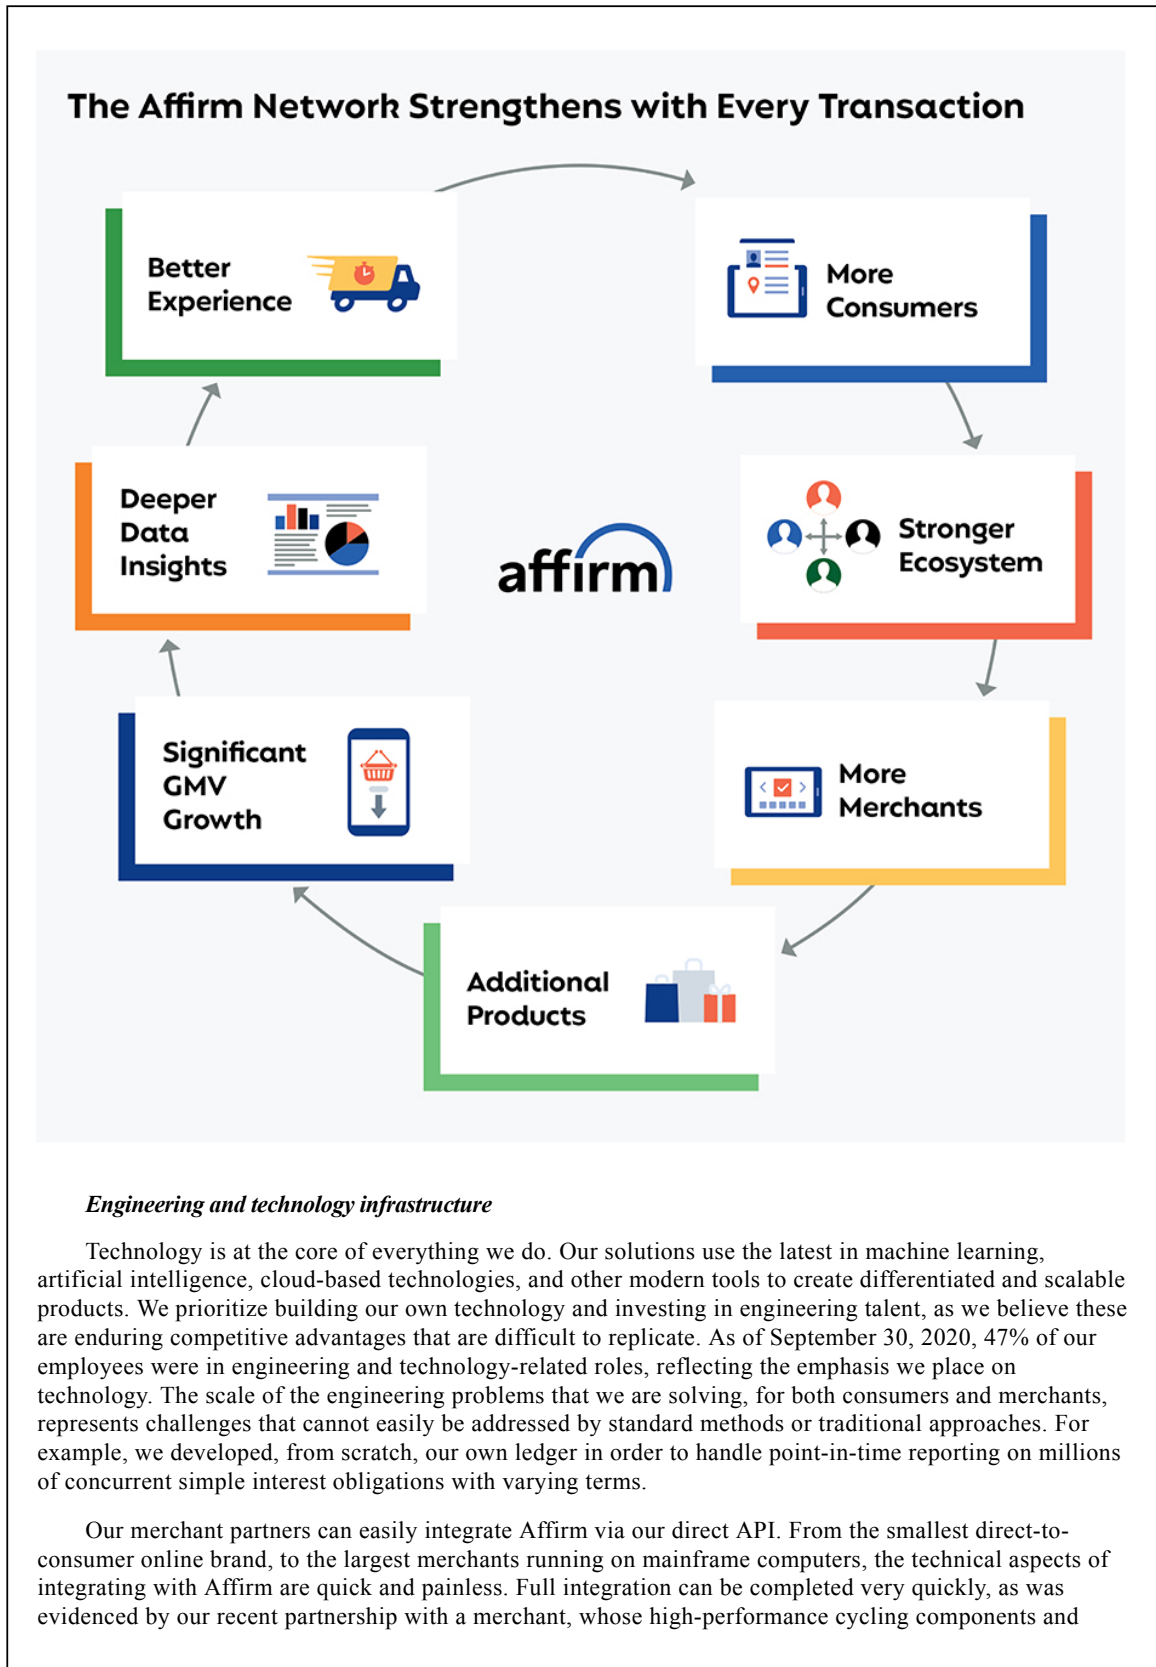 The Affirm Network Strengthens with Every Transaction
Better
Experience
More
Consumers
Deeper
Data
Insights
affirm
Stronger
Ecosystem
Significant
GMV
Growth
More
Merchants
Additional
Products
Engineering and technology infrastructure
Technology is at the core of everything we do. Our solutions use the latest in machine learning,
artificial intelligence, cloud-based technologies, and other modern tools to create differentiated and scalable
products. We prioritize building our own technology and investing in engineering talent, as we believe these
are enduring competitive advantages that are difficult to replicate. As of September 30, 2020, 47% of our
employees were in engineering and technology-related roles, reflecting the emphasis we place on
technology. The scale of the engineering problems that we are solving, for both consumers and merchants,
represents challenges that cannot easily be addressed by standard methods or traditional approaches. For
example, we developed, from scratch, our own ledger in order to handle point-in-time reporting on millions
of concurrent simple interest obligations with varying terms.
Our merchant partners can easily integrate Affirm via our direct API. From the smallest direct-to-
consumer online brand, to the largest merchants running on mainframe computers, the technical aspects of
integrating with Affirm are quick and painless. Full integration can be completed very quickly, as was
evidenced by our recent partnership with a merchant, whose high-performance cycling components and